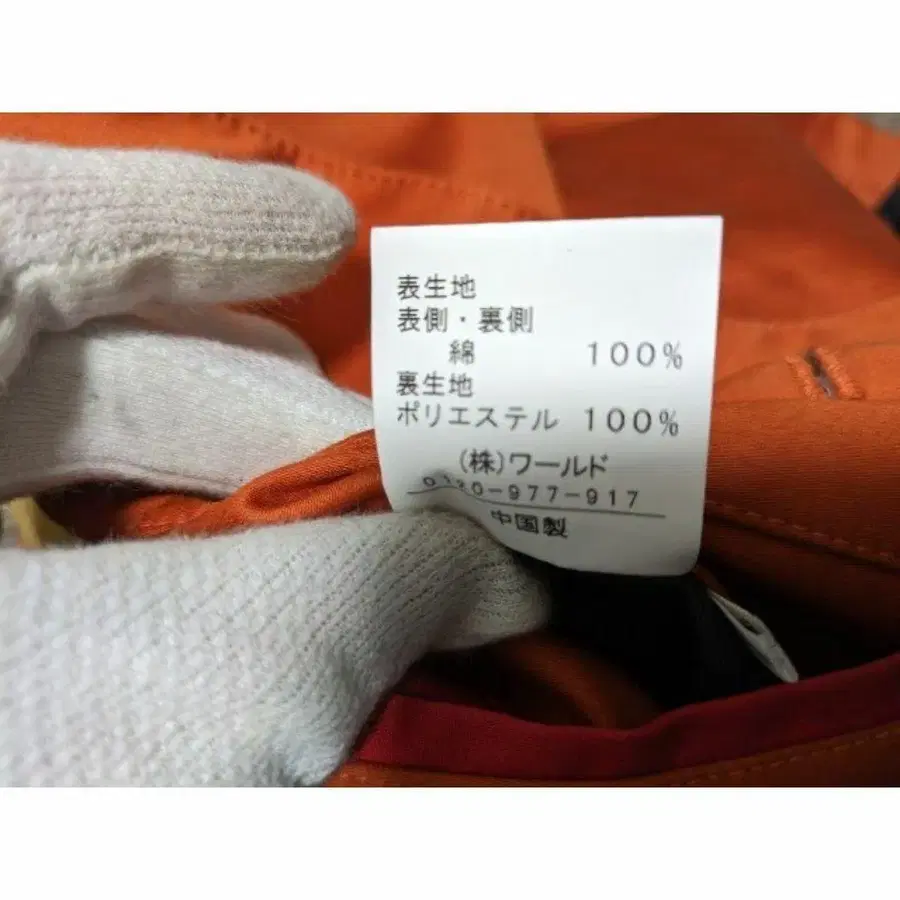 表生地
表側・裏側
綿 100%
裏生地
ポリエステル 100%
(株)ワールド
0120-977-917
中国製